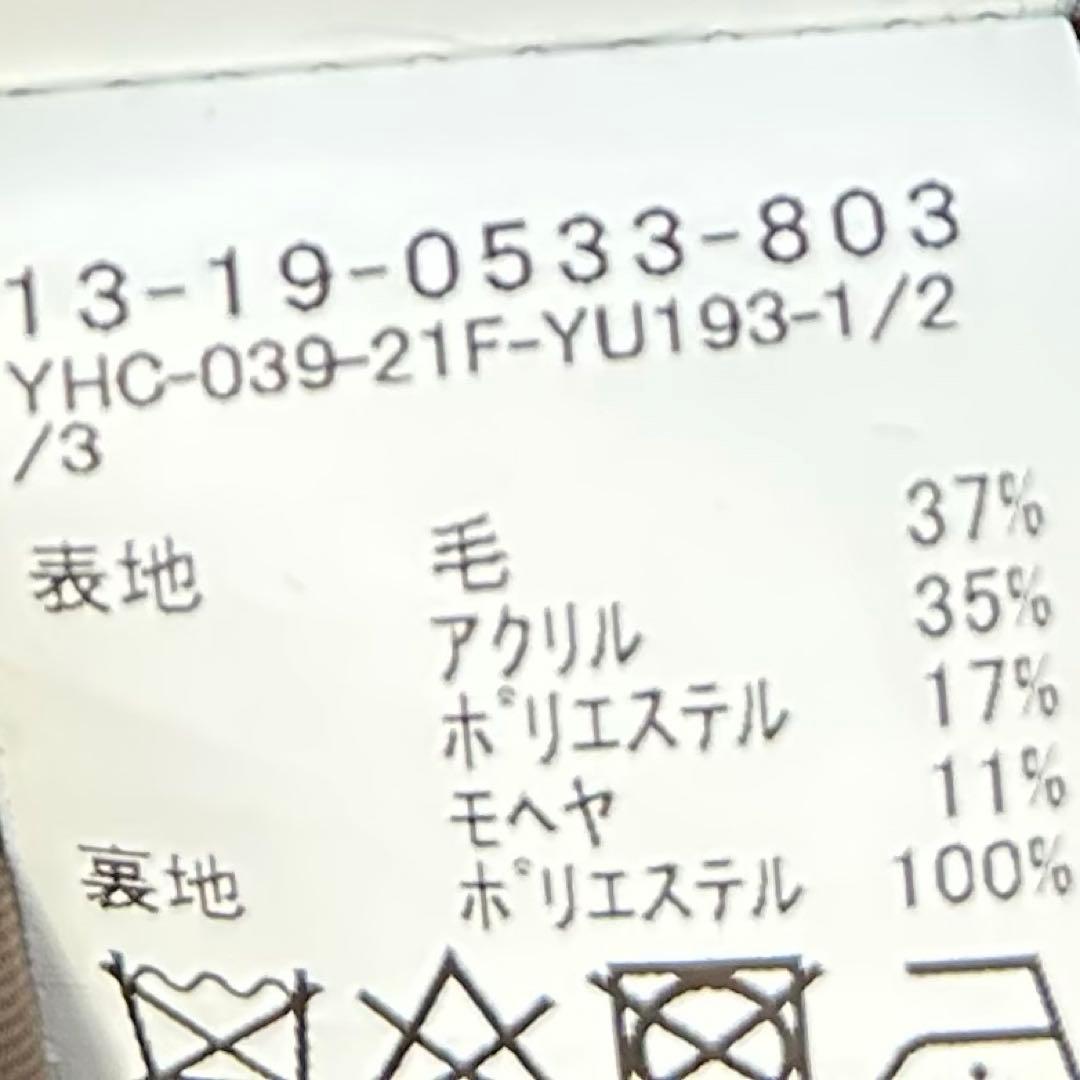 13-19-0533-803
YHC-039-21F-YU193-1/2
/3
表地 毛 37%
アクリル 35%
ポリエステル 17%
モヘヤ 11%
裏地 ポリエステル 100%